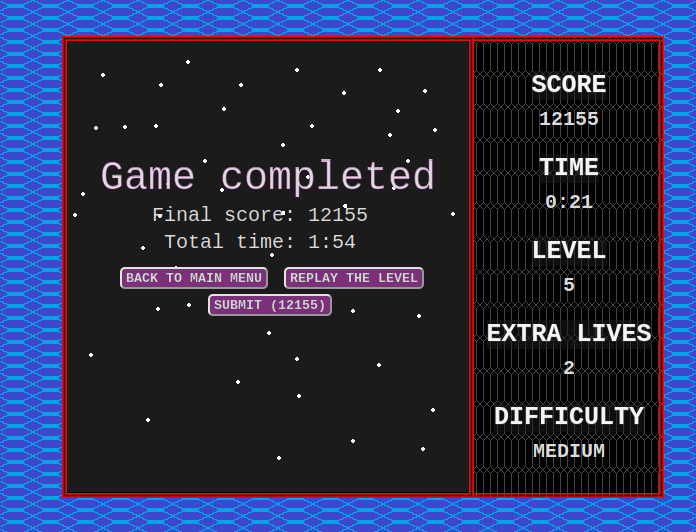 Game completed
Final score: 12155
Total time: 1:54
BACK TO MAIN MENU
REPLAY THE LEVEL
SUBMIT (12155)
SCORE
12155
TIME
0:21
LEVEL
5
EXTRA LIVES
2
DIFFICULTY
MEDIUM